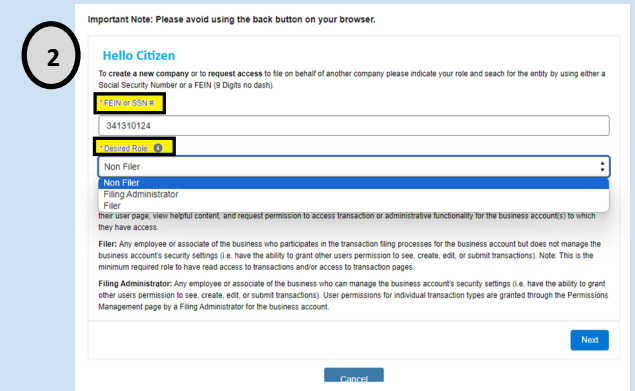 Important Note: Please avoid using the back button on your browser.
2
Hello Citizen
To create a new company or to request access to file on behalf of another company please indicate your role and seach for the entity by using either a
Social Security Number or a FEIN (9 Digits no dash).
*FEIN or SSN #
341310124
*Desired Role
Non Filer
Non Filer
Filing Administrator
Filer
their user page, view helpful content, and request permission to access transaction or administrative functionality for the business account(s) to which
they have access.
Filer: Any employee or associate of the business who participates in the transaction filing processes for the business account but does not manage the
business account's security settings (i.e. have the ability to grant other users permission to see, create, edit, or submit transactions). Note: This is the
minimum required role to have read access to transactions and/or access to transaction pages.
Filing Administrator: Any employee or associate of the business who can manage the business account's security settings (i.e. have the ability to grant
other users permission to see, create, edit, or submit transactions). User permissions for individual transaction types are granted through the Permissions
Management page by a Filing Administrator for the business account.
Next
Cancel